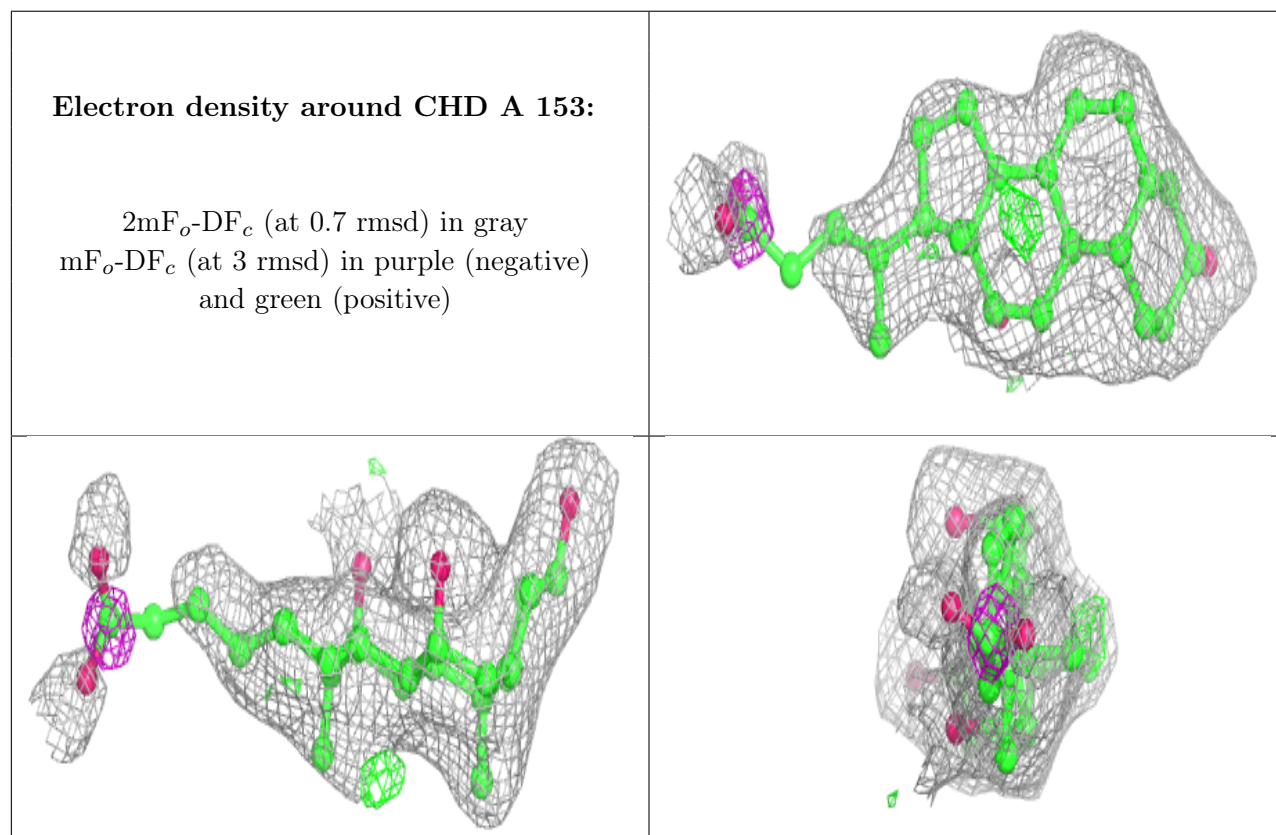 Electron density around CHD A 153:
2mFo-DFc (at 0.7 rmsd) in gray
mFo-DFc (at 3 rmsd) in purple (negative)
and green (positive)